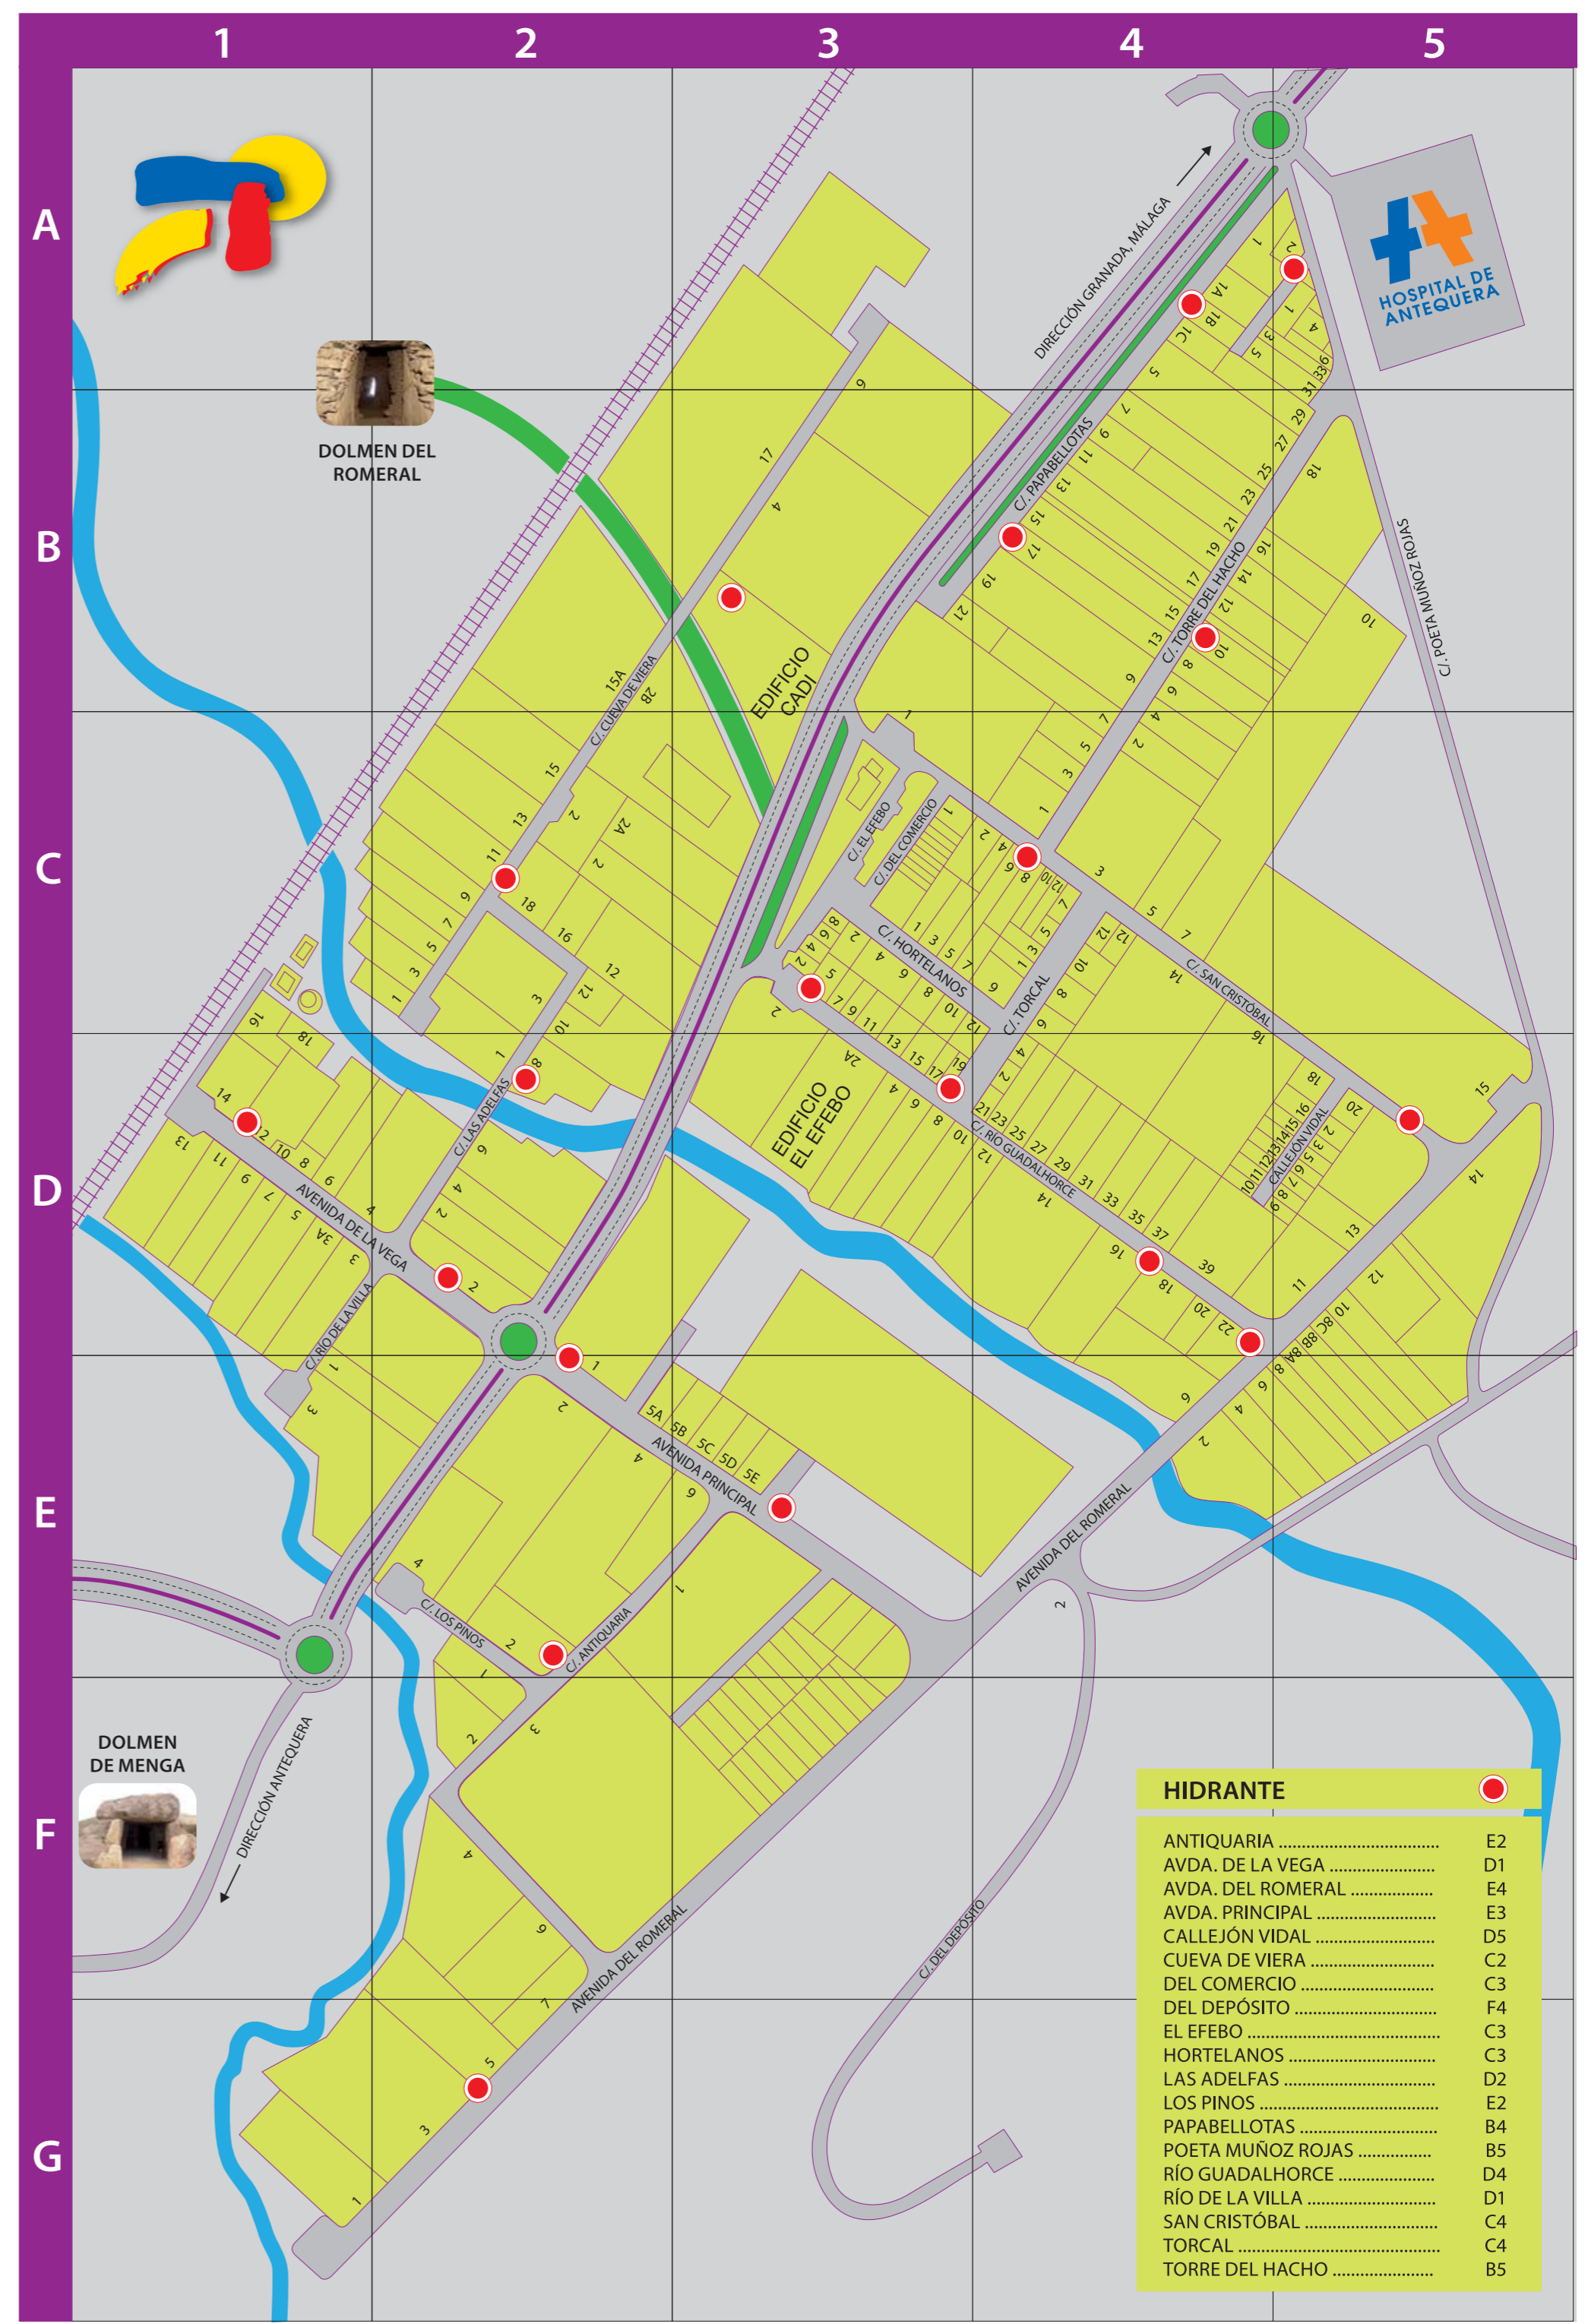 1 2 3 4 5
A
B
C
D
E
F
G
DIRECCIÓN GRANADA, MÁLAGA
HOSPITAL DE
ANTEQUERA
DOLMEN DEL
ROMERAL
C/. PAPABELLOTAS
C/. POETA MUÑOZ ROJAS
C/. TORRE DEL HACHO
C/. CUEVA DE VIERA
EDIFICIO
CADI
C/. EL EFEBO
C/. DEL COMERCIO
C/. HORTELANOS
C/. TORCAL
C/. SAN CRISTÓBAL
EDIFICIO
EL EFEBO
C/. RÍO GUADALHORCE
CALLEJÓN VIDAL
C/. LAS ADELFAS
AVENIDA DE LA VEGA
C/. RÍO DE LA VILLA
AVENIDA PRINCIPAL
AVENIDA DEL ROMERAL
C/. LOS PINOS
C/. ANTIQUARIA
DIRECCIÓN ANTEQUERA
DOLMEN
DE MENGA
AVENIDA DEL ROMERAL
C/. DEL DEPÓSITO
HIDRANTE
ANTIQUARIA ................................... E2
AVDA. DE LA VEGA ....................... D1
AVDA. DEL ROMERAL .................. E4
AVDA. PRINCIPAL .......................... E3
CALLEJÓN VIDAL .......................... D5
CUEVA DE VIERA ........................... C2
DEL COMERCIO ............................. C3
DEL DEPÓSITO ............................... F4
EL EFEBO .......................................... C3
HORTELANOS ................................ C3
LAS ADELFAS ................................. D2
LOS PINOS ....................................... E2
PAPABELLOTAS .............................. B4
POETA MUÑOZ ROJAS ................ B5
RÍO GUADALHORCE ..................... D4
RÍO DE LA VILLA ............................ D1
SAN CRISTÓBAL ............................. C4
TORCAL ............................................ C4
TORRE DEL HACHO ...................... B5